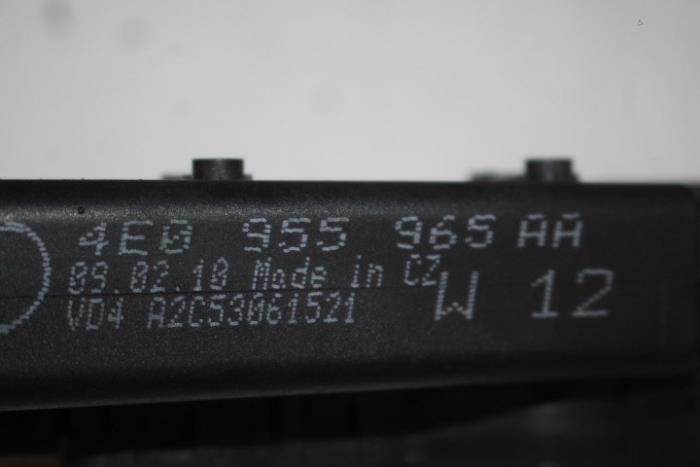 4E0 955 965 AA
09.02.10 Made in CZ
VD4 A2C53061521
W 12